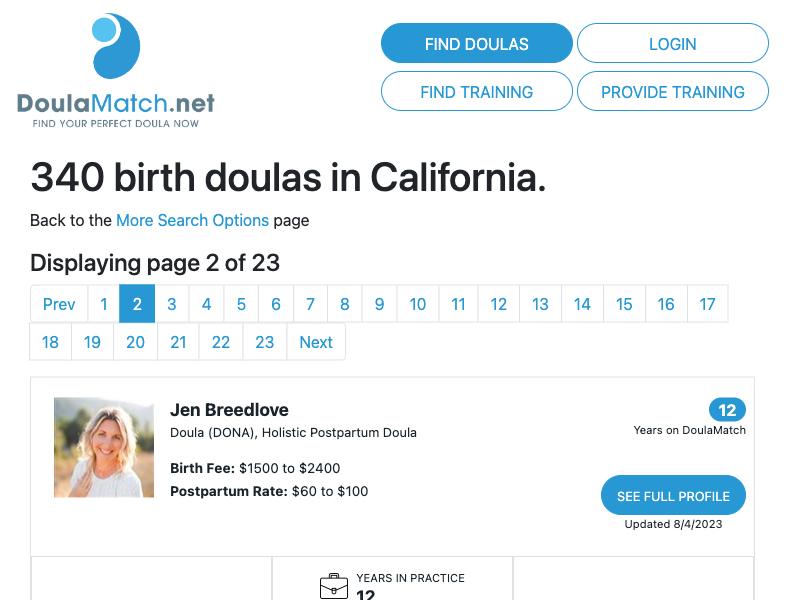 DoulaMatch.net
FIND YOUR PERFECT DOULA NOW
FIND DOULAS
LOGIN
FIND TRAINING
PROVIDE TRAINING
340 birth doulas in California.
Back to the More Search Options page
Displaying page 2 of 23
Prev 1 2 3 4 5 6 7 8 9 10 11 12 13 14 15 16 17
18 19 20 21 22 23 Next
Jen Breedlove
Doula (DONA), Holistic Postpartum Doula
Birth Fee: $1500 to $2400
Postpartum Rate: $60 to $100
12
Years on DoulaMatch
SEE FULL PROFILE
Updated 8/4/2023
YEARS IN PRACTICE
12